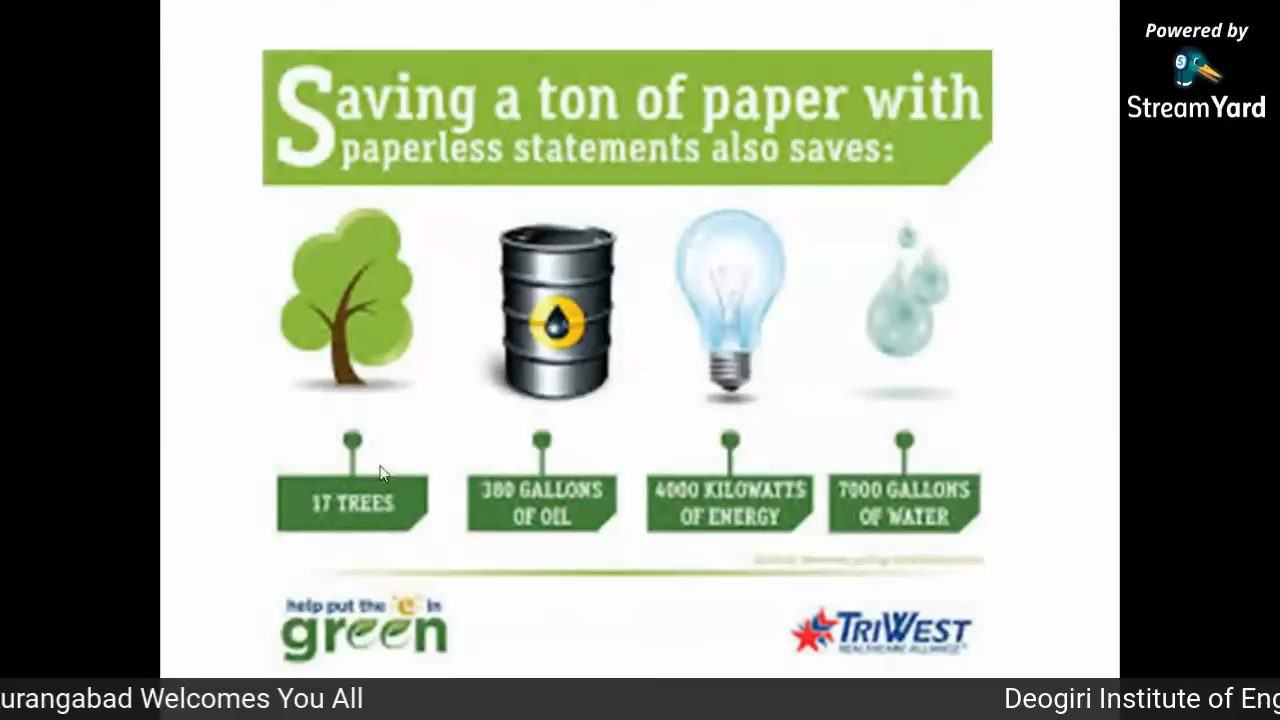 Powered by
StreamYard
Saving a ton of paper with
paperless statements also saves:
17 TREES
380 GALLONS
OF OIL
4000 KILOWATTS
OF ENERGY
7000 GALLONS
OF WATER
help put the "e" in
green
TRIWEST
HEALTHCARE ALLIANCE
urangabad Welcomes You All
Deogiri Institute of Eng